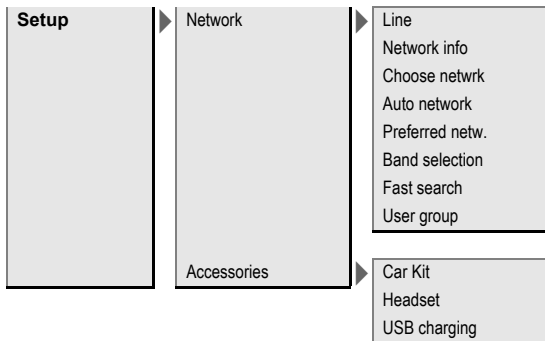 Setup
Network
Line
Network info
Choose netwrk
Auto network
Preferred netw.
Band selection
Fast search
User group
Accessories
Car Kit
Headset
USB charging